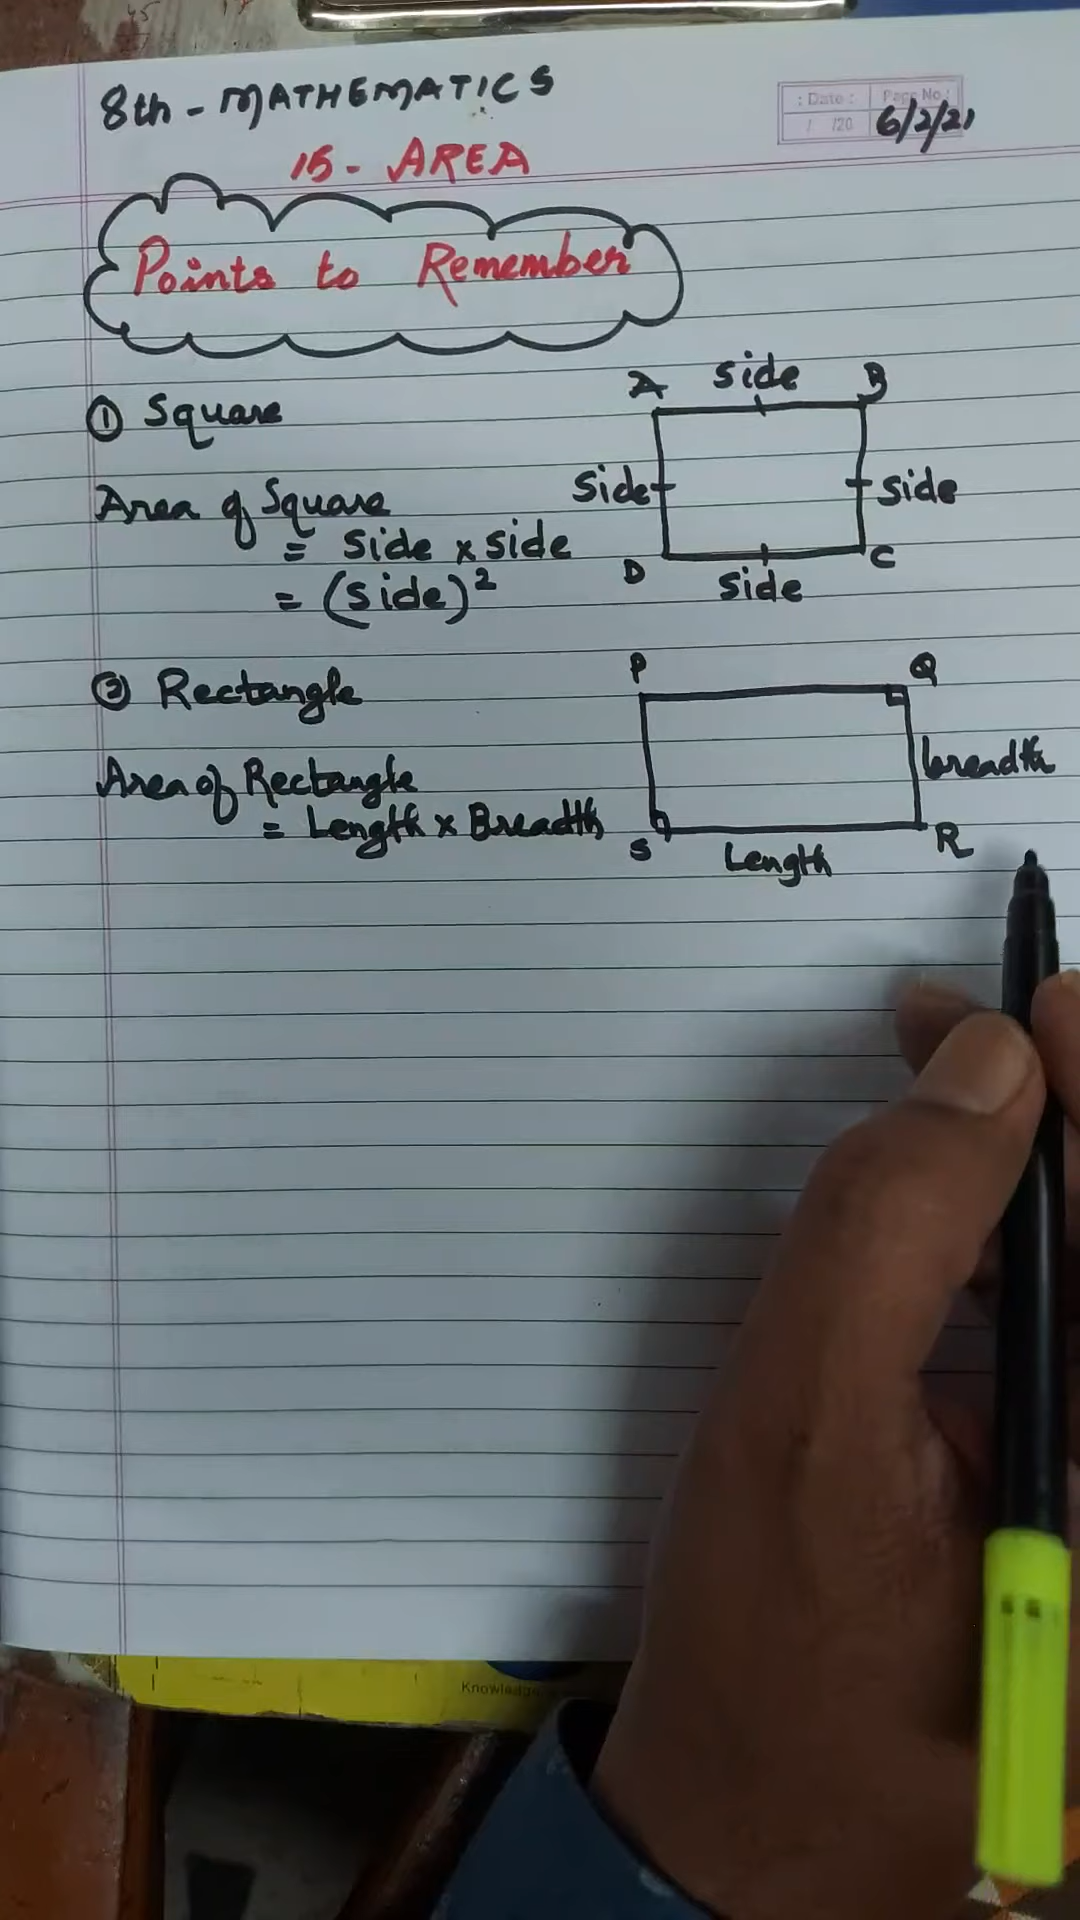 8th - MATHEMATICS
: Date :
Page No :
/ /20
6/2/21
15 - AREA
Points to Remember
① Square
A side B
side
side
D side C
Area of Square
= side × side
= (side)²
② Rectangle
P Q
breadth
S Length R
Area of Rectangle
= Length × Breadth